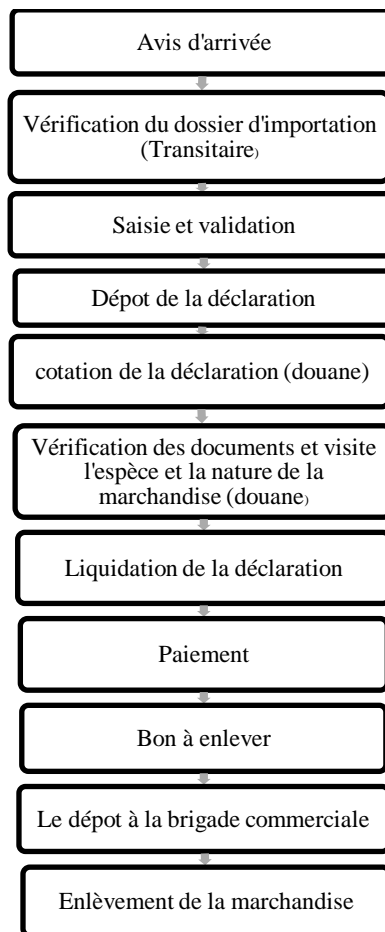 Avis d'arrivée
Vérification du dossier d'importation
(Transitaire)
Saisie et validation
Dépot de la déclaration
cotation de la déclaration (douane)
Vérification des documents et visite
l'espèce et la nature de la
marchandise (douane)
Liquidation de la déclaration
Paiement
Bon à enlever
Le dépot à la brigade commerciale
Enlèvement de la marchandise